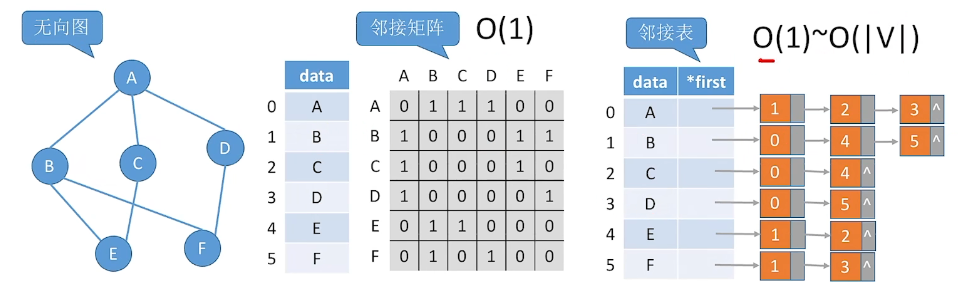 无向图
A
B
C
D
E
F
邻接矩阵
O(1)
data
0 A
1 B
2 C
3 D
4 E
5 F
A B C D E F
A 0 1 1 1 0 0
B 1 0 0 0 1 1
C 1 0 0 0 1 0
D 1 0 0 0 0 1
E 0 1 1 0 0 0
F 0 1 0 1 0 0
邻接表
O(1)~O(|V|)
data *first
0 A 1 2 3 ^
1 B 0 4 5 ^
2 C 0 4 ^
3 D 0 5 ^
4 E 1 2 ^
5 F 1 3 ^